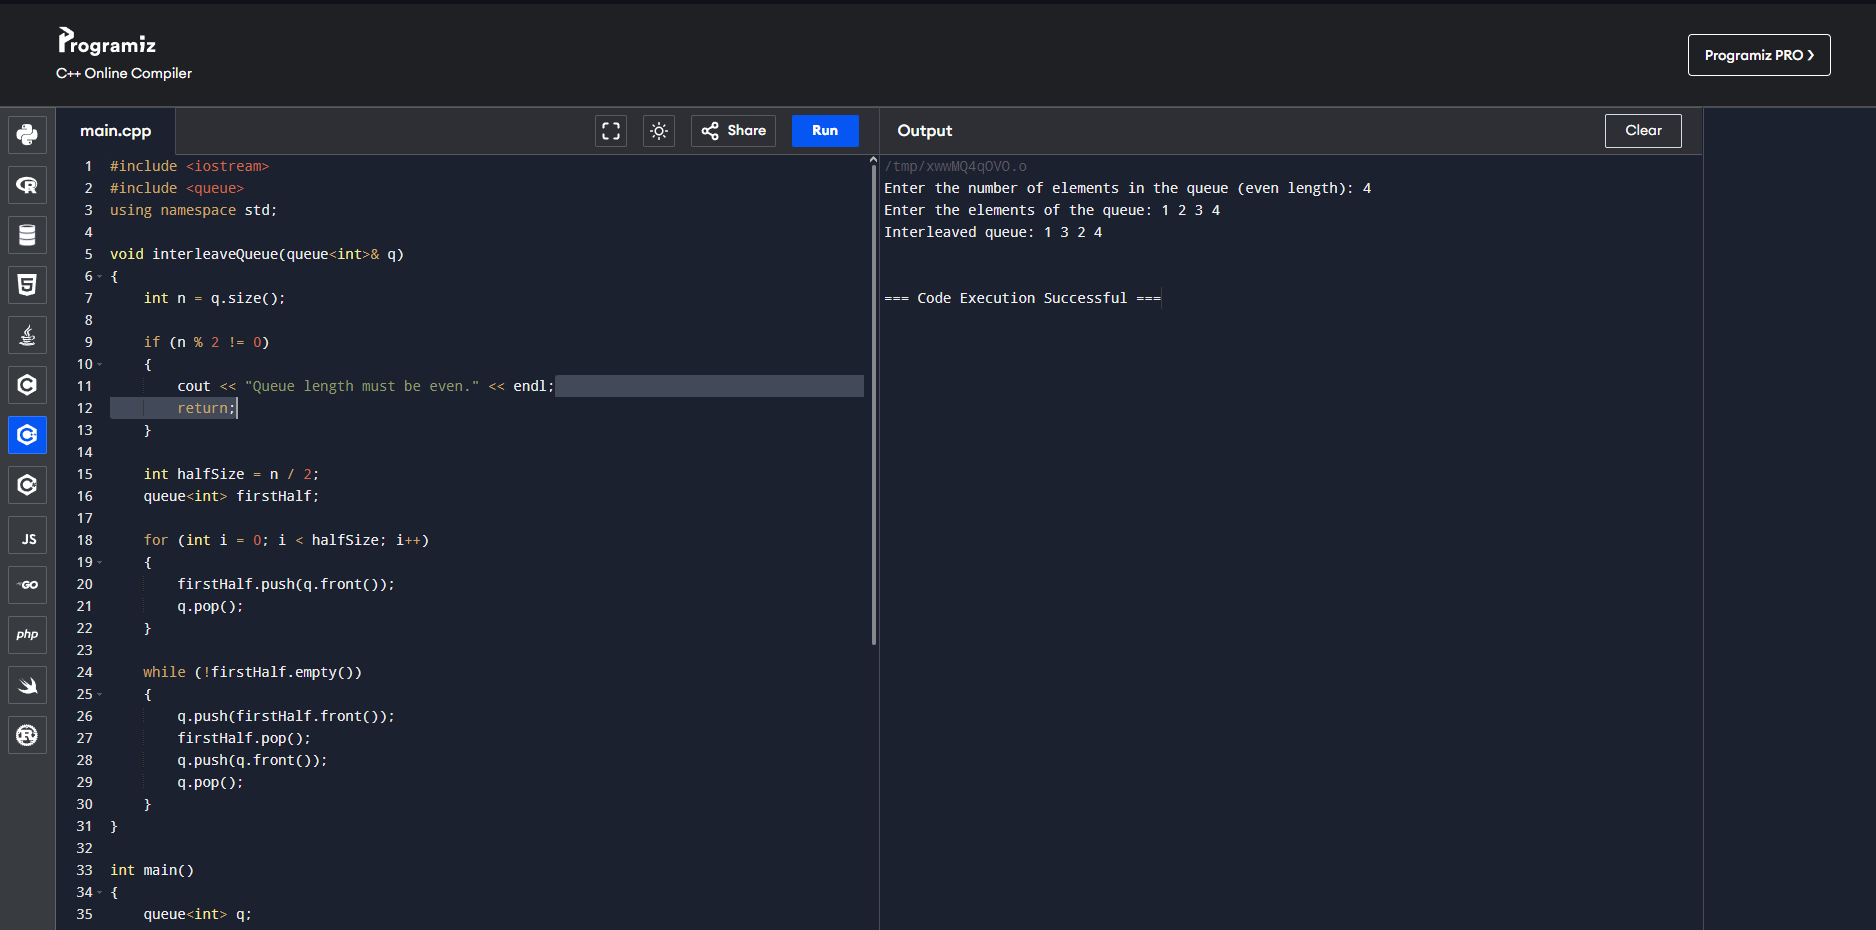 Programiz
C++ Online Compiler
Programiz PRO ❯
main.cpp
Share
Run
Output
Clear
JS
GO
php
1 #include <iostream>
2 #include <queue>
3 using namespace std;
4
5 void interleaveQueue(queue<int>& q)
6 {
7 int n = q.size();
8
9 if (n % 2 != 0)
10 {
11 cout << "Queue length must be even." << endl;
12 return;
13 }
14
15 int halfSize = n / 2;
16 queue<int> firstHalf;
17
18 for (int i = 0; i < halfSize; i++)
19 {
20 firstHalf.push(q.front());
21 q.pop();
22 }
23
24 while (!firstHalf.empty())
25 {
26 q.push(firstHalf.front());
27 firstHalf.pop();
28 q.push(q.front());
29 q.pop();
30 }
31 }
32
33 int main()
34 {
35 queue<int> q;
/tmp/xwwMQ4qOVO.o
Enter the number of elements in the queue (even length): 4
Enter the elements of the queue: 1 2 3 4
Interleaved queue: 1 3 2 4
=== Code Execution Successful ===